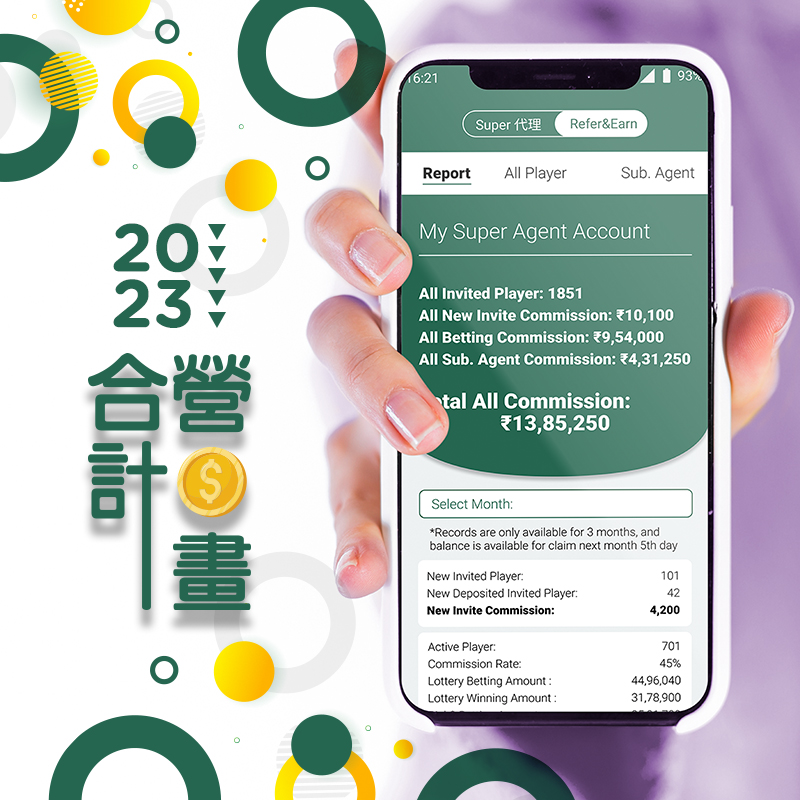 20
23
合營
計
畫
$
16:21 93%
Super 代理 Refer&Earn
Report All Player Sub. Agent
My Super Agent Account
All Invited Player: 1851
All New Invite Commission: ₹10,100
All Betting Commission: ₹9,54,000
All Sub. Agent Commission: ₹4,31,250
otal All Commission:
₹13,85,250
Select Month:
*Records are only available for 3 months, and
balance is available for claim next month 5th day
New Invited Player: 101
New Deposited Invited Player: 42
New Invite Commission: 4,200
Active Player: 701
Commission Rate: 45%
Lottery Betting Amount : 44,96,040
Lottery Winning Amount : 31,78,900